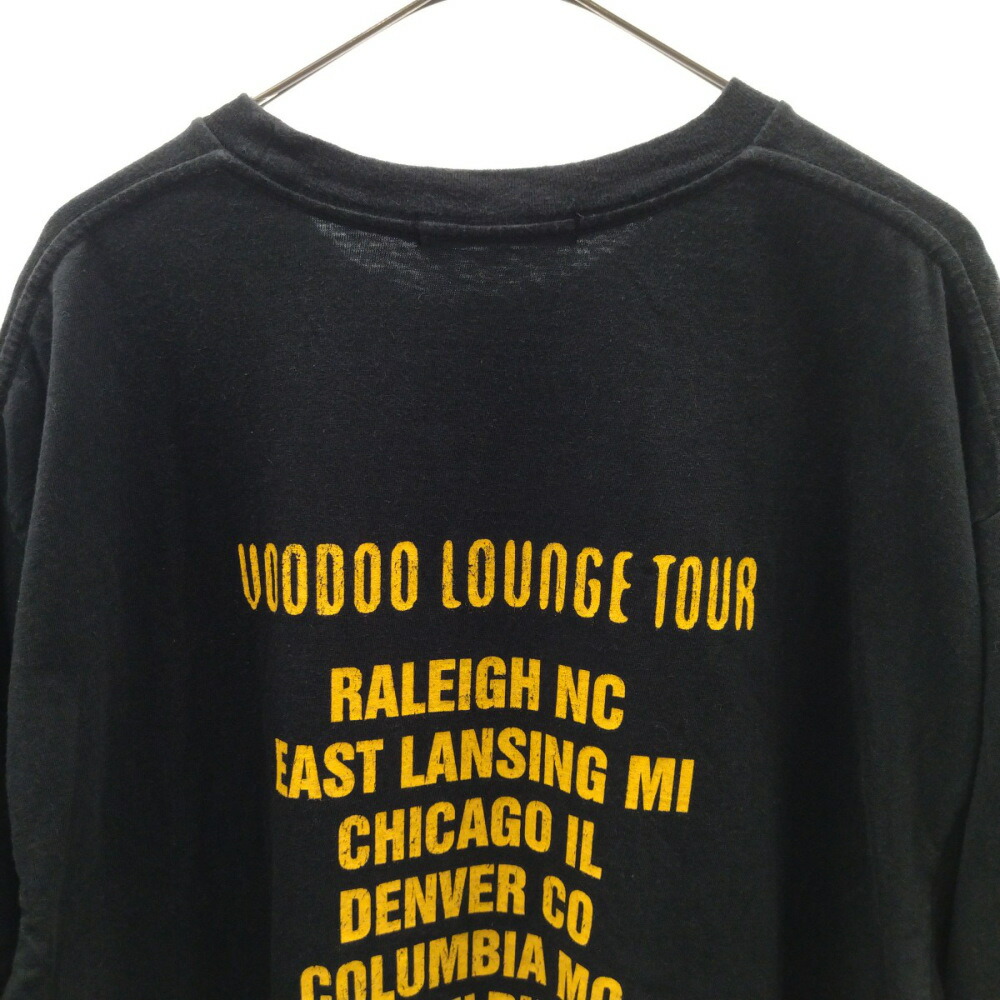 VOODOO LOUNGE TOUR
RALEIGH NC
EAST LANSING MI
CHICAGO IL
DENVER CO
COLUMBIA MO